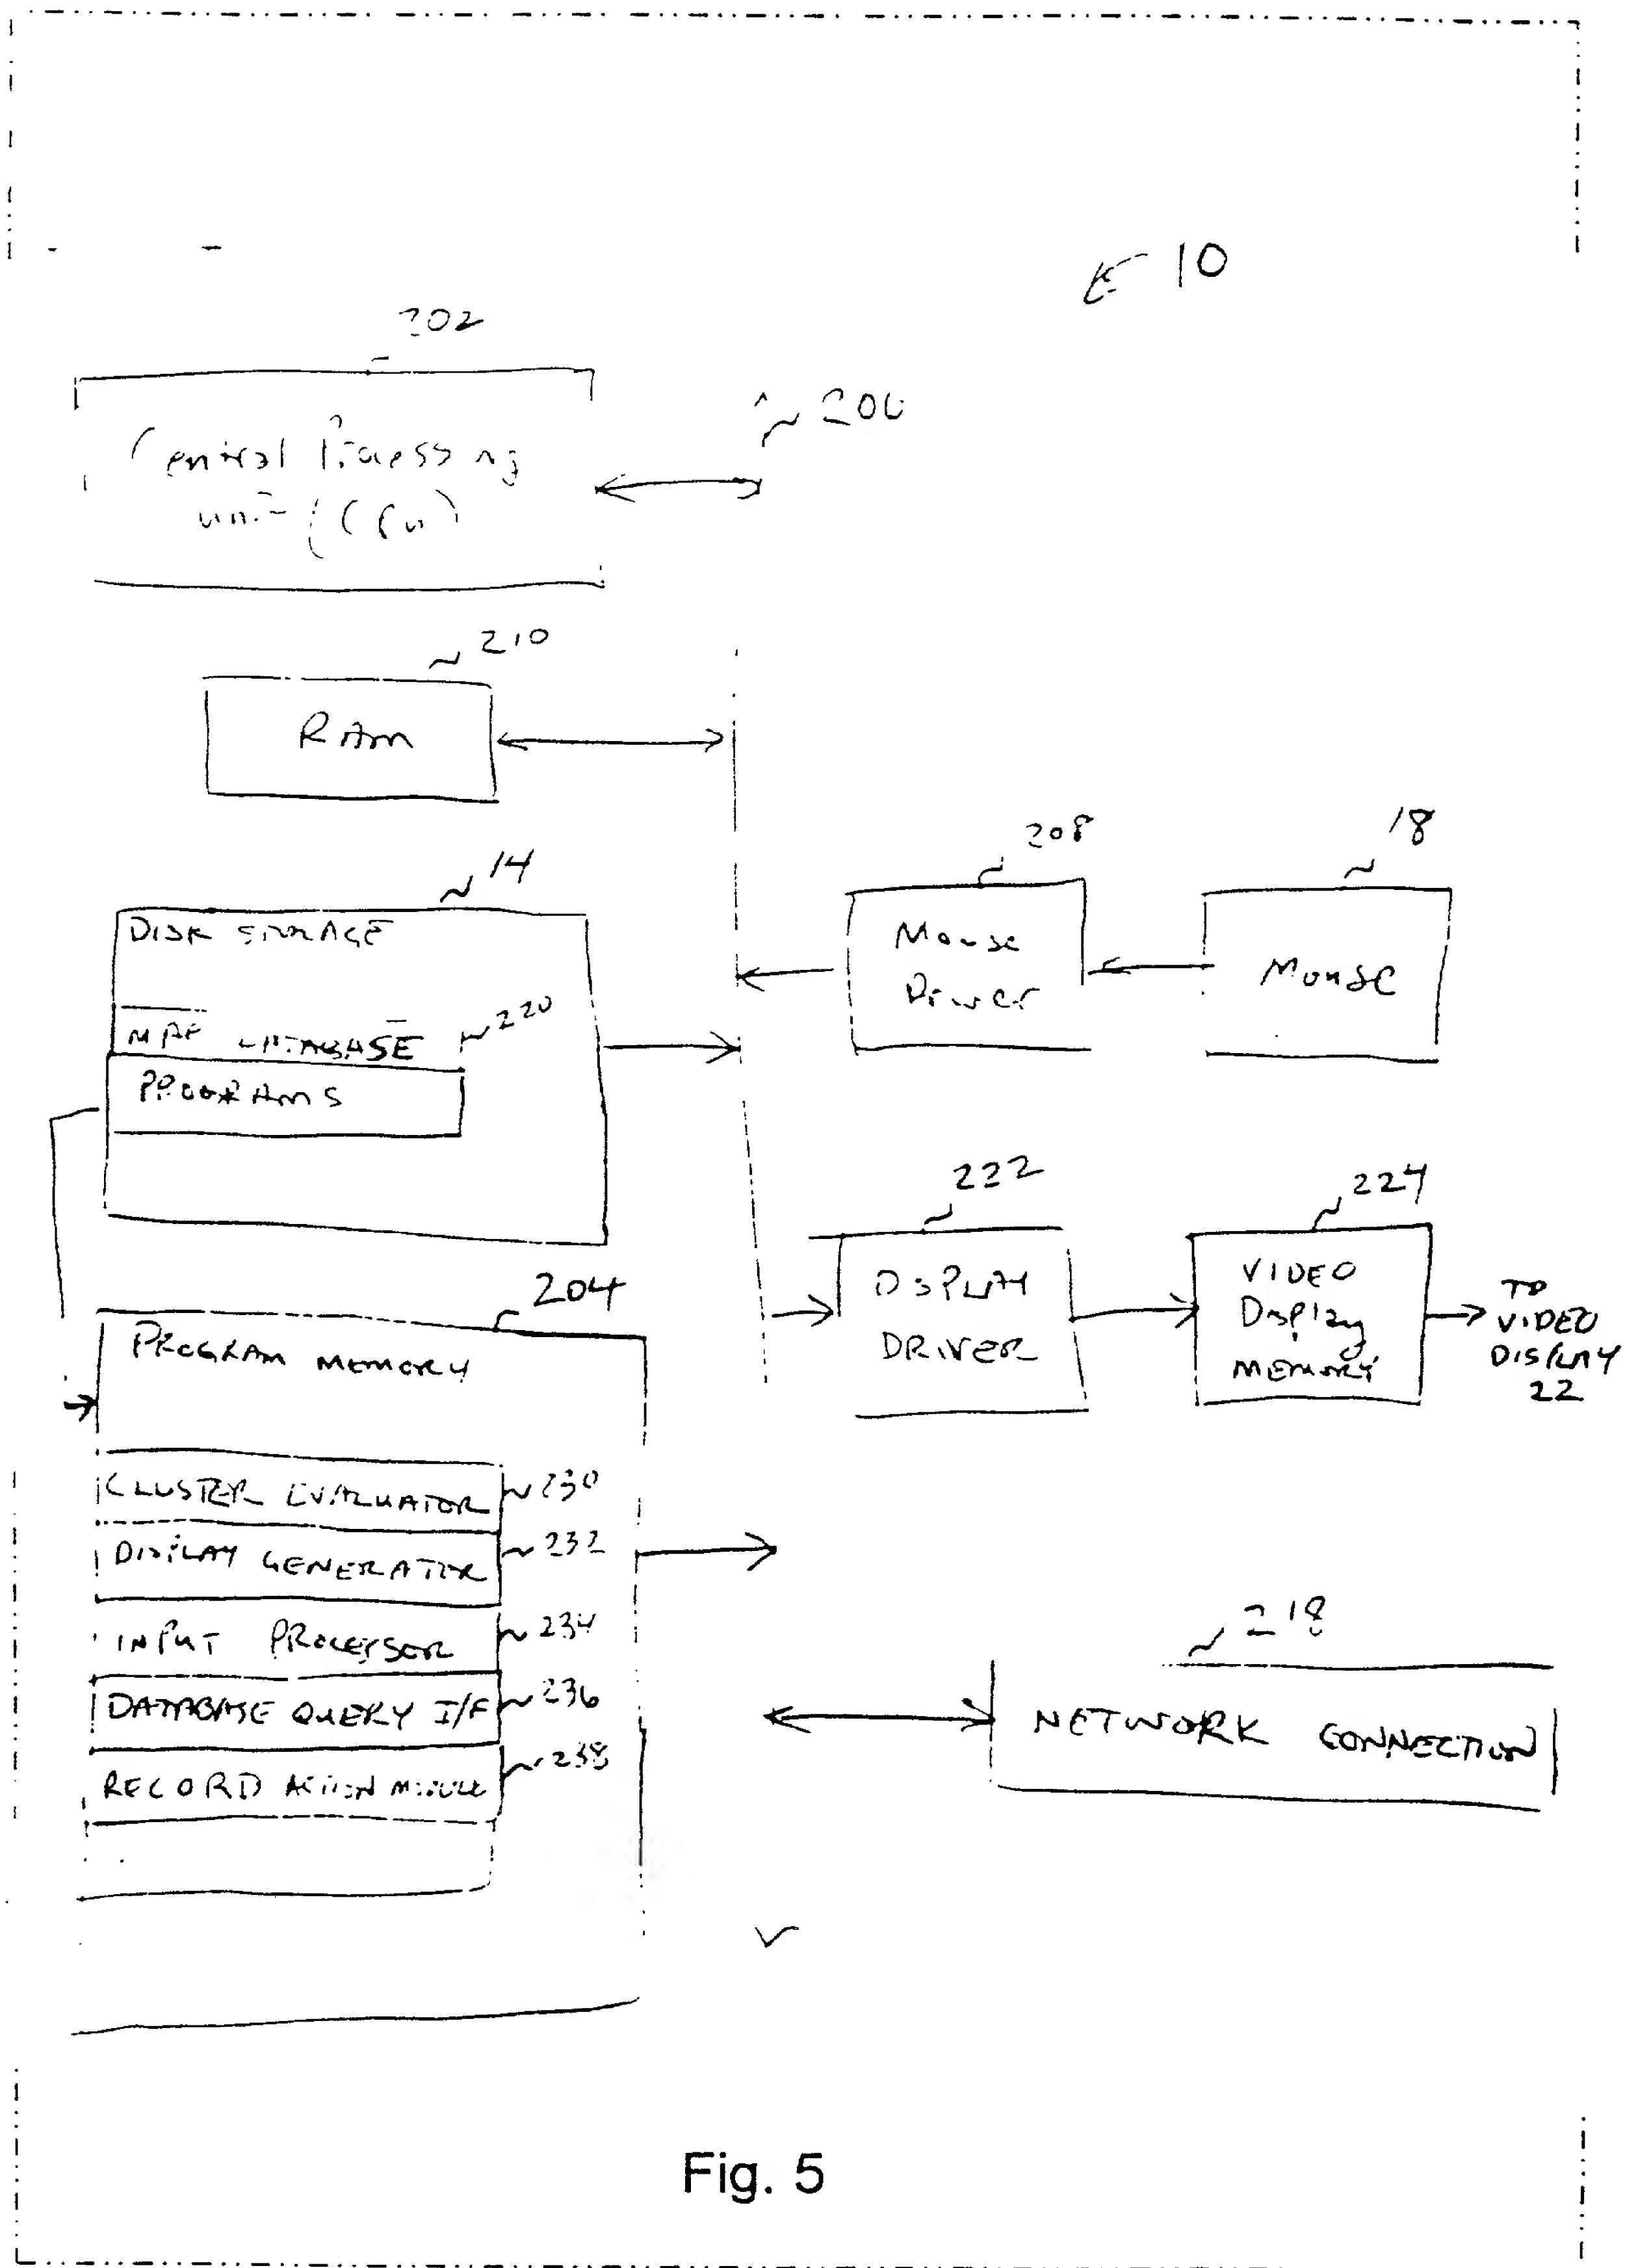 10
202
Central Processing
unit (CPU)
206
210
RAM
14
DISK STORAGE
MAP DATABASE
220
PROGRAMS
208
Mouse
Driver
18
Mouse
222
DISPLAY
DRIVER
224
VIDEO
Display
MEMORY
TO
VIDEO
DISPLAY
22
204
PROGRAM MEMORY
CLUSTER EVALUATOR
230
DISPLAY GENERATOR
232
INPUT PROCESSOR
234
DATABASE QUERY I/F
236
RECORD ACTION MODULE
238
218
NETWORK CONNECTION
Fig. 5